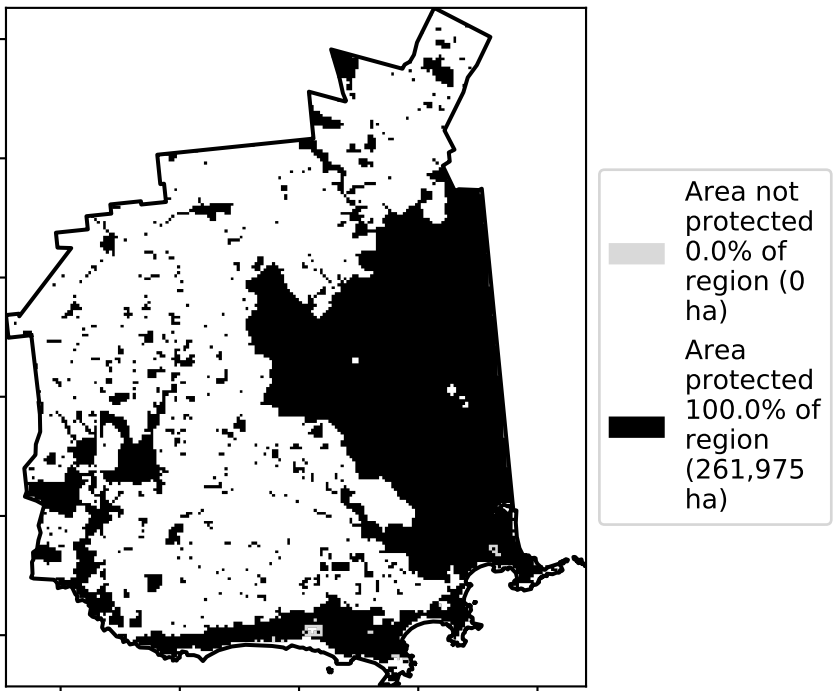 Area not
protected
0.0% of
region (0
ha)
Area
protected
100.0% of
region
(261,975
ha)